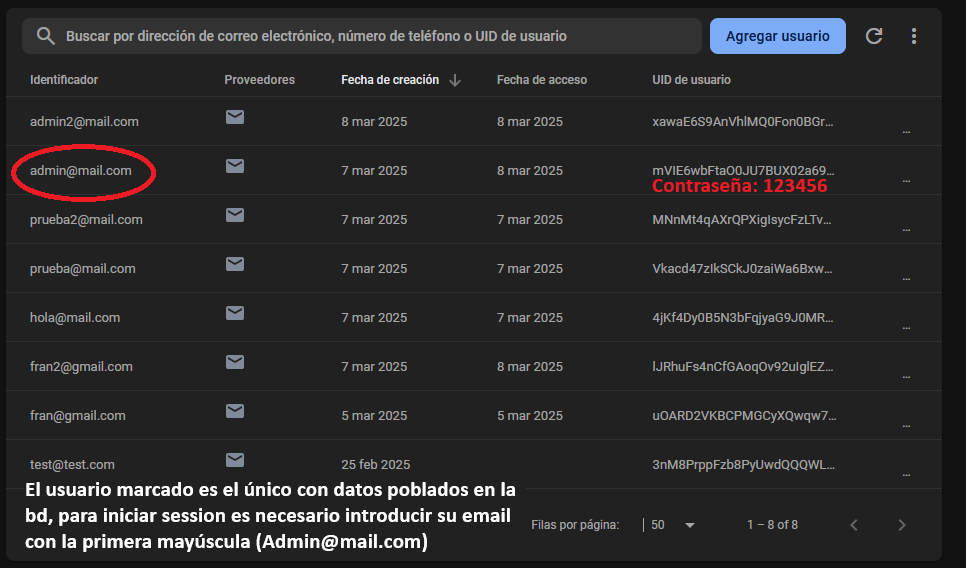 Buscar por dirección de correo electrónico, número de teléfono o UID de usuario
Agregar usuario
Identificador Proveedores Fecha de creación Fecha de acceso UID de usuario
admin2@mail.com 8 mar 2025 8 mar 2025 xawaE6S9AnVhlMQ0Fon0BGr…
admin@mail.com 7 mar 2025 8 mar 2025 mVIE6wbFtaO0JU7BUX02a69…
Contraseña: 123456
prueba2@mail.com 7 mar 2025 7 mar 2025 MNnMt4qAXrQPXigIsycFzLTv…
prueba@mail.com 7 mar 2025 7 mar 2025 Vkacd47zIkSCkJ0zaiWa6Bxw…
hola@mail.com 7 mar 2025 7 mar 2025 4jKf4Dy0B5N3bFqjyaG9J0MR…
fran2@gmail.com 7 mar 2025 8 mar 2025 lJRhuFs4nCfGAoqOv92uIglEZ…
fran@gmail.com 5 mar 2025 5 mar 2025 uOARD2VKBCPMGCyXQwqw7…
test@test.com 25 feb 2025 3nM8PrppFzb8PyUwdQQQWL…
El usuario marcado es el único con datos poblados en la
bd, para iniciar session es necesario introducir su email
con la primera mayúscula (Admin@mail.com)
Filas por página: 50 1 – 8 of 8